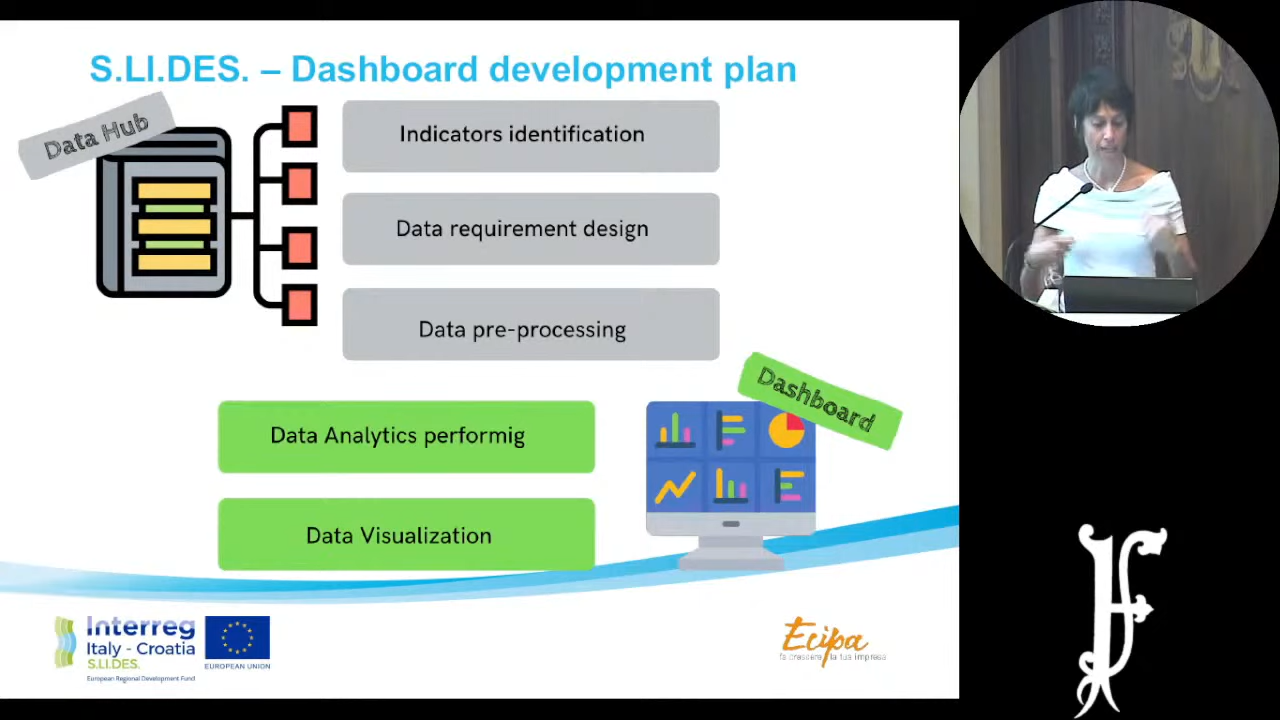 S.LI.DES. – Dashboard development plan
Data Hub
Indicators identification
Data requirement design
Data pre-processing
Dashboard
Data Analytics performig
Data Visualization
Interreg
Italy - Croatia
S.LI.DES.
European Regional Development Fund
EUROPEAN UNION
Ecipa
fa crescere la tua impresa